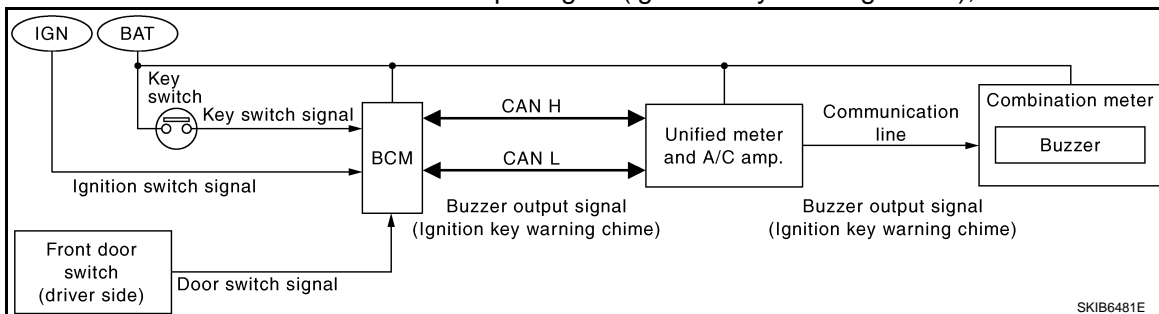 IGN
BAT
Key
switch
Key switch signal
Ignition switch signal
Front door
switch
(driver side)
Door switch signal
BCM
CAN H
CAN L
Buzzer output signal
(Ignition key warning chime)
Unified meter
and A/C amp.
Communication
line
Buzzer output signal
(Ignition key warning chime)
Combination meter
Buzzer
SKIB6481E